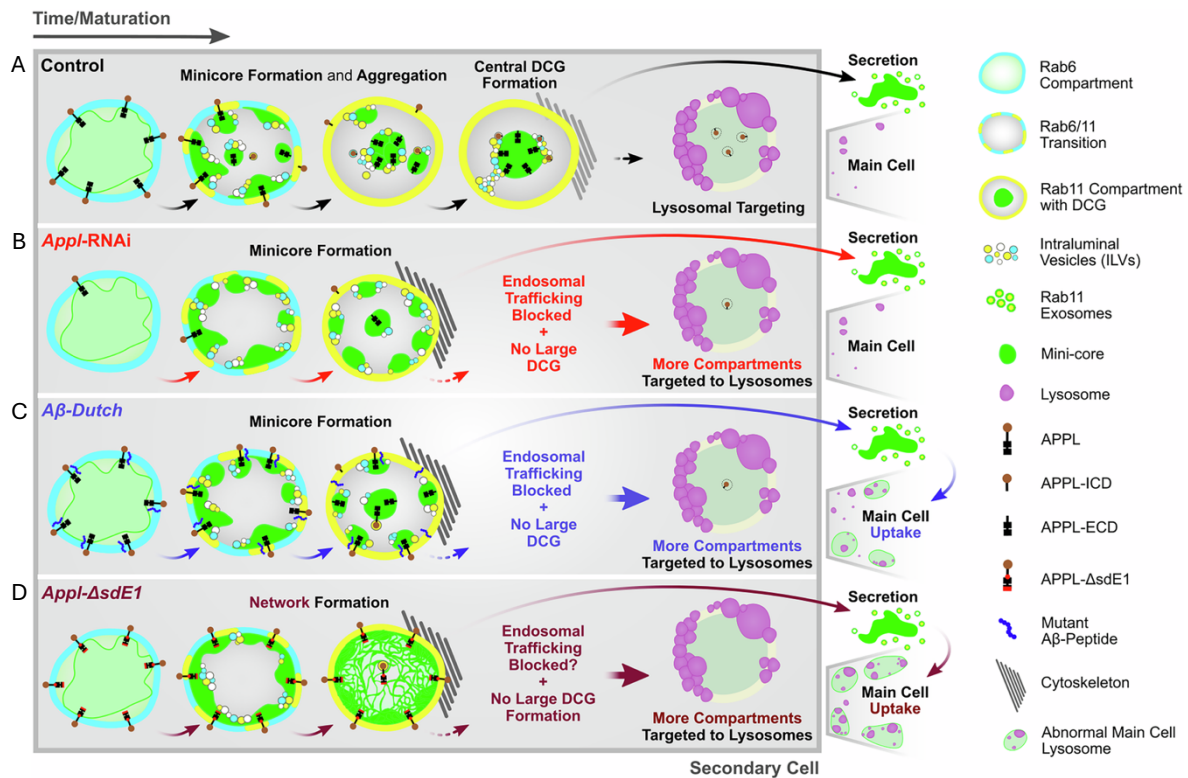 Time/Maturation
A
Control
Minicore Formation and Aggregation
Central DCG
Formation
Lysosomal Targeting
Secretion
Main Cell
B
Appl-RNAi
Minicore Formation
Endosomal
Trafficking
Blocked
+
No Large
DCG
More Compartments
Targeted to Lysosomes
Secretion
Main Cell
C
Aβ-Dutch
Minicore Formation
Endosomal
Trafficking
Blocked
+
No Large
DCG
More Compartments
Targeted to Lysosomes
Secretion
Main Cell
Uptake
D
Appl-ΔsdE1
Network Formation
Endosomal
Trafficking
Blocked?
+
No Large DCG
Formation
More Compartments
Targeted to Lysosomes
Secretion
Main Cell
Uptake
Secondary Cell
Rab6
Compartment
Rab6/11
Transition
Rab11 Compartment
with DCG
Intraluminal
Vesicles (ILVs)
Rab11
Exosomes
Mini-core
Lysosome
APPL
APPL-ICD
APPL-ECD
APPL-ΔsdE1
Mutant
Aβ-Peptide
Cytoskeleton
Abnormal Main Cell
Lysosome